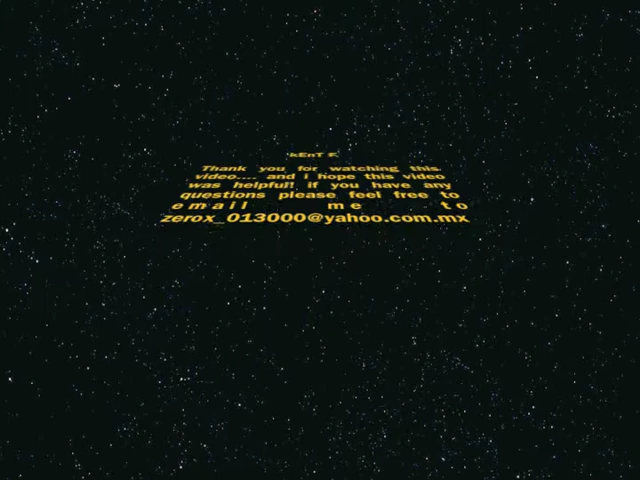 'kEnT F.
Thank you for watching this
video.... and i hope this video
was helpful! if you have any
questions please feel free to
email me to
zerox_013000@yahoo.com.mx